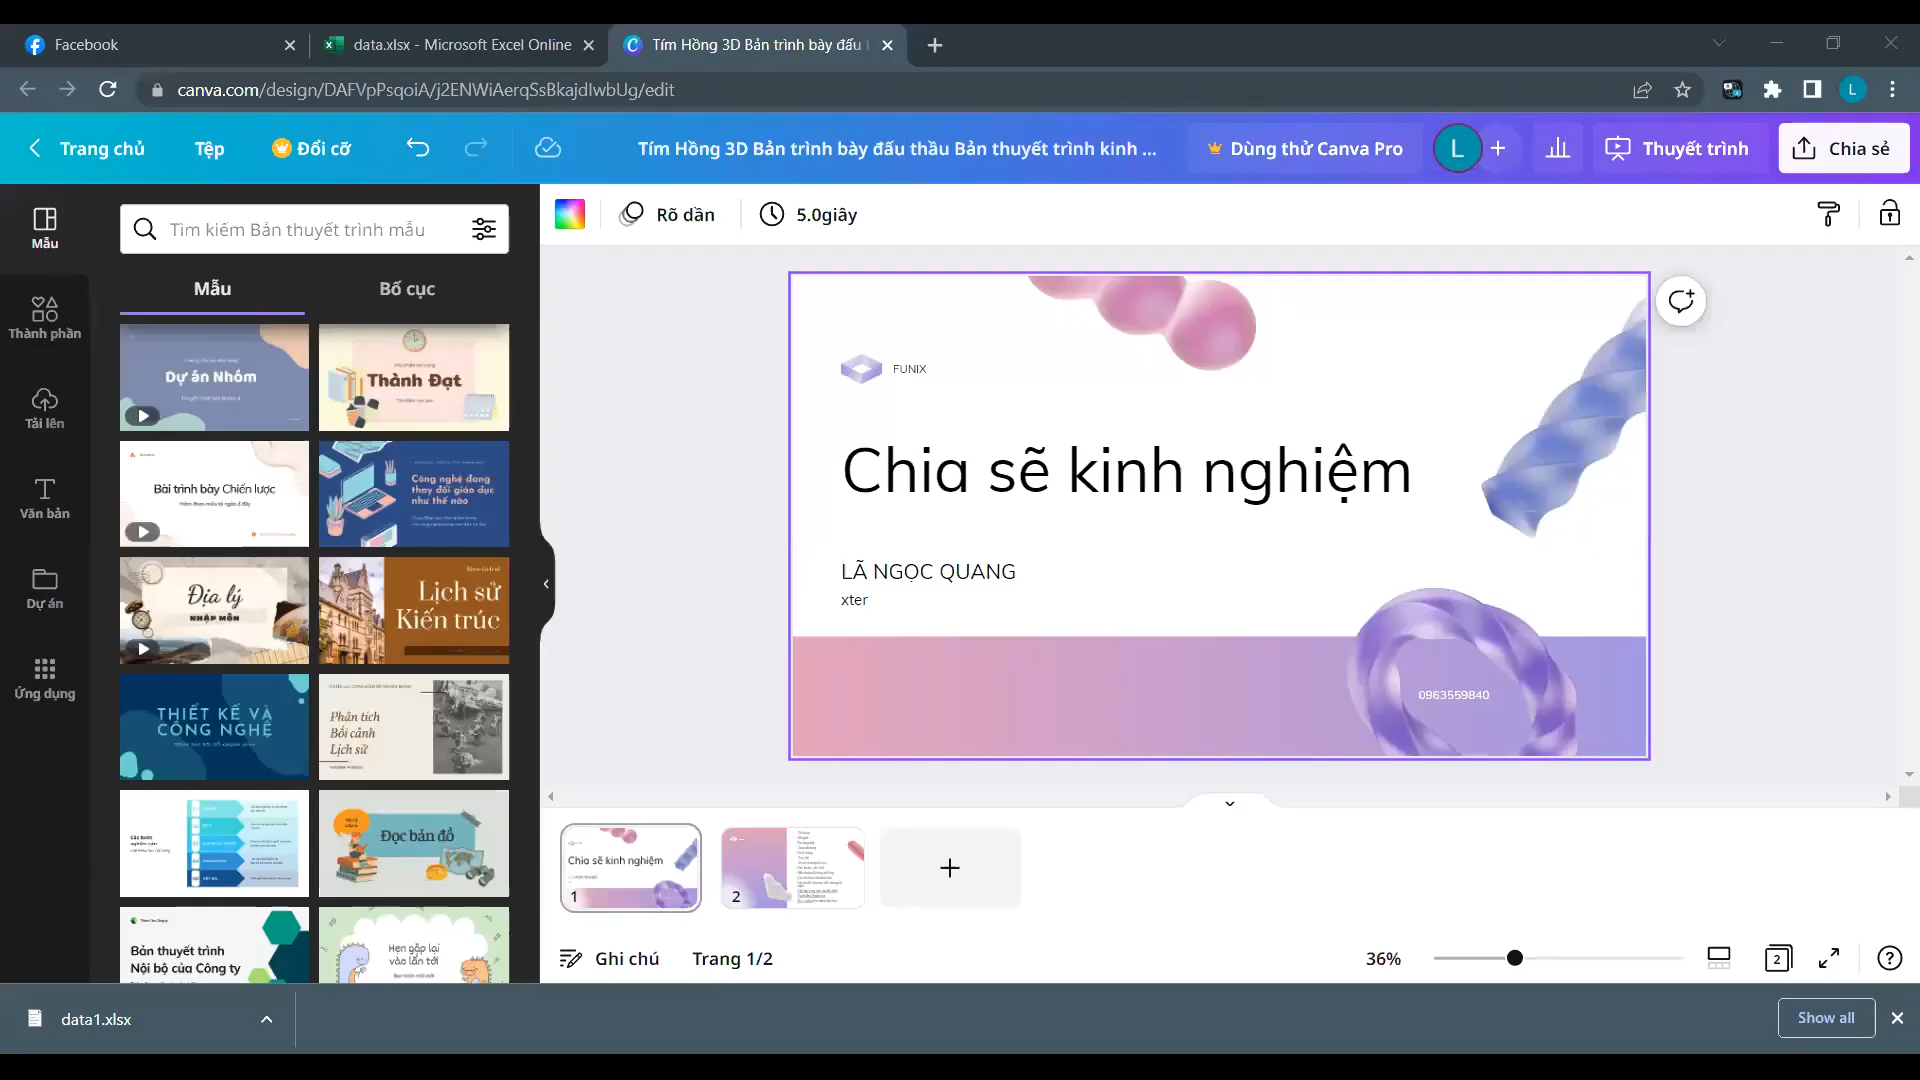 Facebook
data.xlsx - Microsoft Excel Online
Tím Hồng 3D Bản trình bày đấu
canva.com/design/DAFVpPsqoiA/j2ENWiAerqSsBkajdIwbUg/edit
L
Trang chủ
Tệp
Đổi cỡ
Tím Hồng 3D Bản trình bày đấu thầu Bản thuyết trình kinh ...
Dùng thử Canva Pro
L
Thuyết trình
Chia sẻ
Mẫu
Thành phần
Tải lên
Văn bản
Dự án
Ứng dụng
Tìm kiếm Bản thuyết trình mẫu
Mẫu
Bố cục
Dự án Nhóm
Thành Đạt
Bài trình bày Chiến lược
Công nghệ đang
thay đổi giáo dục
như thế nào
Địa lý
NHẬP MÔN
Lịch sử
Kiến trúc
THIẾT KẾ VÀ
CÔNG NGHỆ
Phân tích
Bối cảnh
Lịch sử
Đọc bản đồ
Bản thuyết trình
Nội bộ của Công ty
Hẹn gặp lại
vào lần tới
Rõ dần
5.0giây
FUNIX
Chia sẽ kinh nghiệm
LÃ NGỌC QUANG
xter
0963559840
Chia sẽ kinh nghiệm
1
2
Ghi chú
Trang 1/2
36%
2
data1.xlsx
Show all